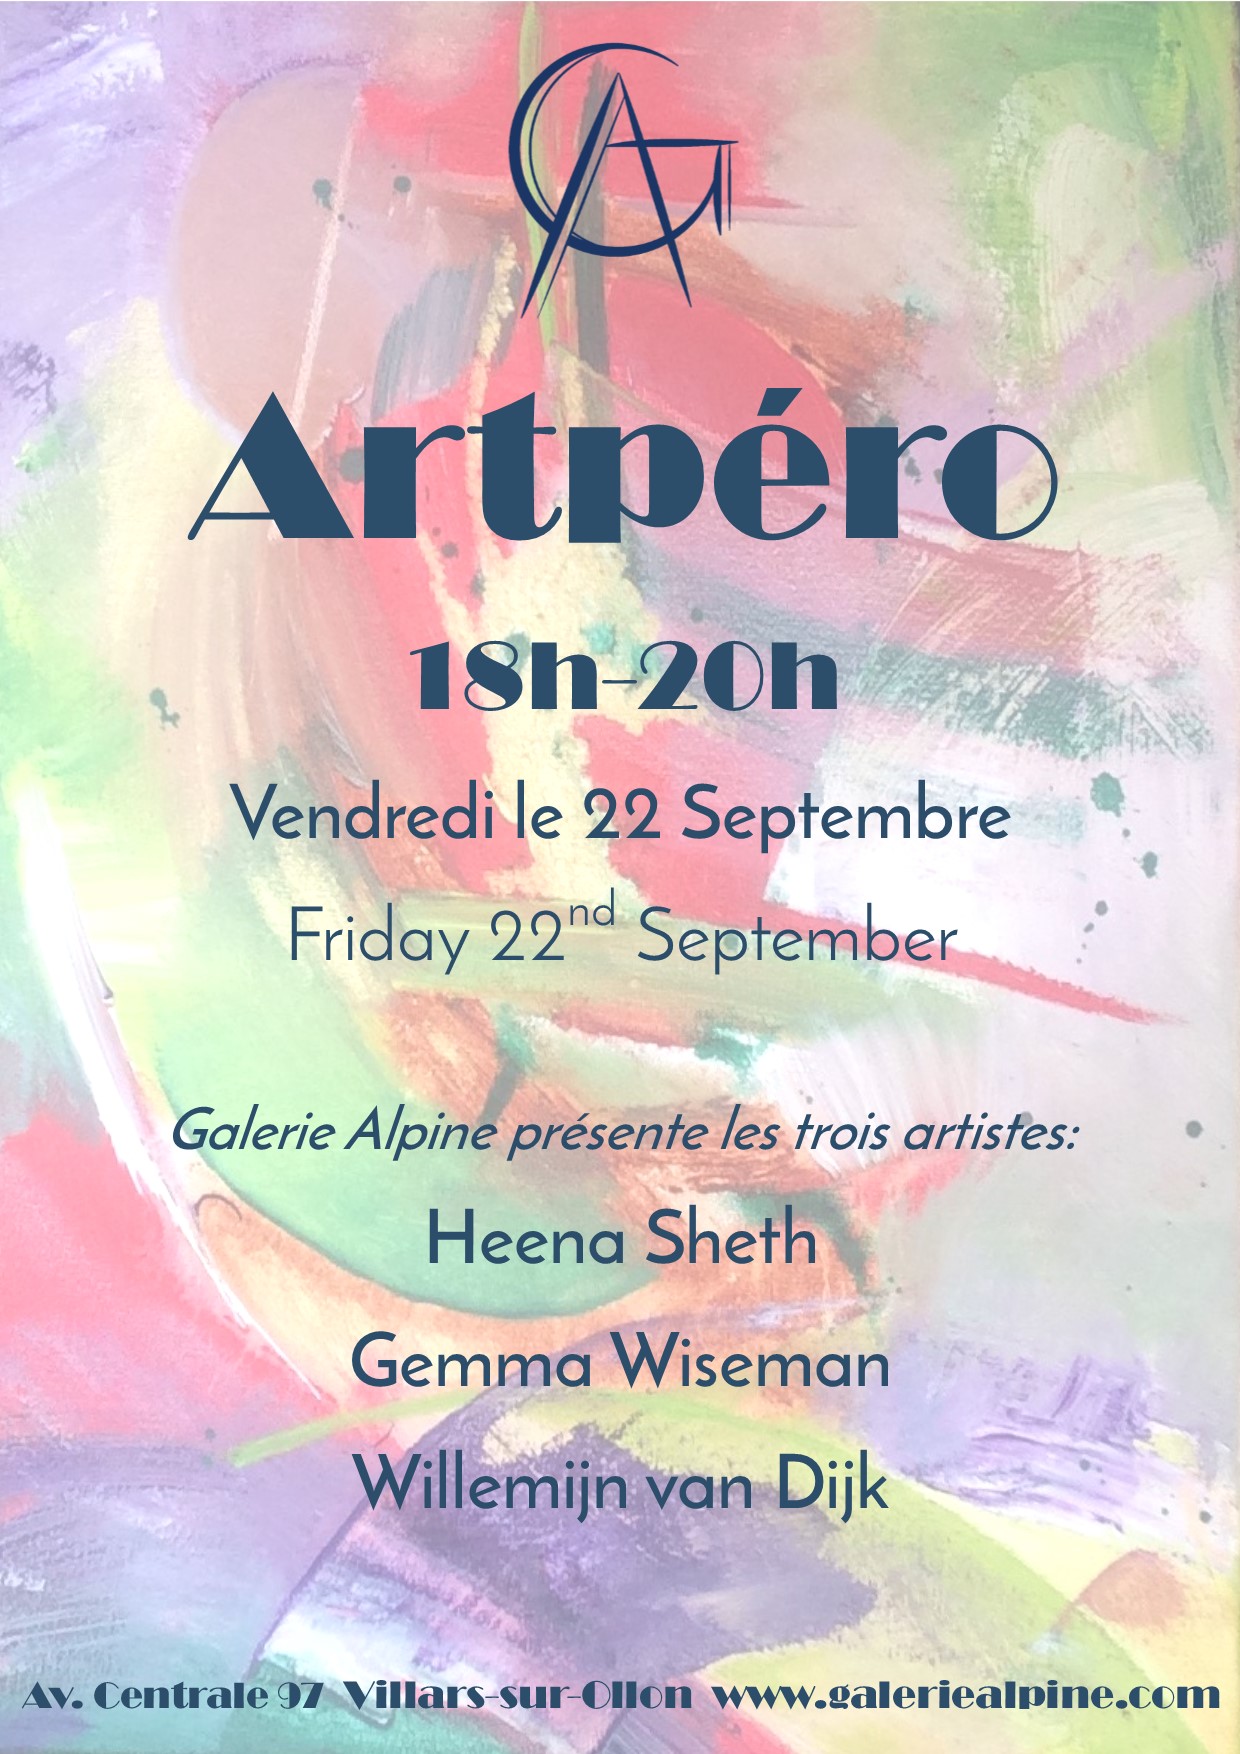 GA
Artpéro
18h-20h
Vendredi le 22 Septembre
Friday 22nd September
Galerie Alpine présente les trois artistes:
Heena Sheth
Gemma Wiseman
Willemijn van Dijk
Av. Centrale 97 Villars-sur-Ollon www.galeriealpine.com